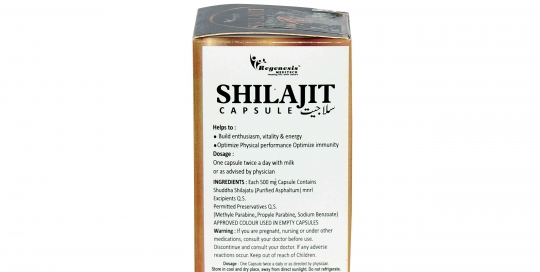 SHILAJIT
Regenesis
MEDITECH
SHILAJIT
CAPSULE سلاجیت
Helps to :
• Build enthusiasm, vitality & energy
•Optimize Physical performance Optimize immunity
Dosage :
One capsule twice a day with milk
or as advised by physician
INGREDIENTS : Each 500 mg Capsule Contains
Shuddha Shilajatu (Purified Asphaltum) mnrl
Excipients Q.S.
Permitted Preservatives Q.S.
(Methyle Parabine, Propyle Parabine, Sodium Benzoate)
APPROVED COLOUR USED IN EMPTY CAPSULES
Warning : If you are pregnant, nursing or under other
medications, consult your doctor before use.
Discontinue and consult your doctor. If any adverse
reactions occur. Keep out of reach of Children.
Dosage : One Capsule twice a daily or as directed by physician.
Store in cool and dry place, away from direct sunlight. Do not refrigerate.